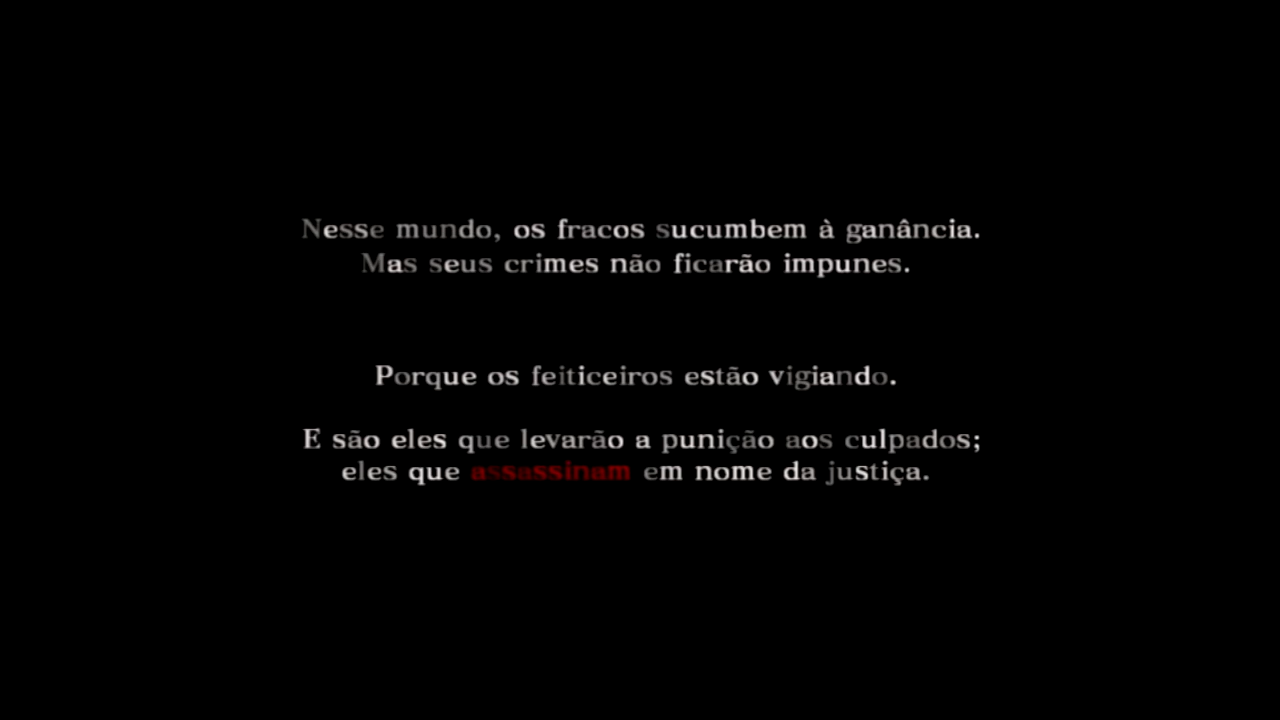 Nesse mundo, os fracos sucumbem à ganância.
Mas seus crimes não ficarão impunes.
Porque os feiticeiros estão vigiando.
E são eles que levarão a punição aos culpados;
eles que assassinam em nome da justiça.